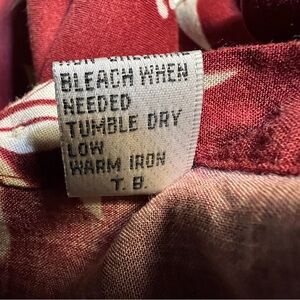 BLEACH WHEN
NEEDED
TUMBLE DRY
LOW
WARM IRON
T. B.